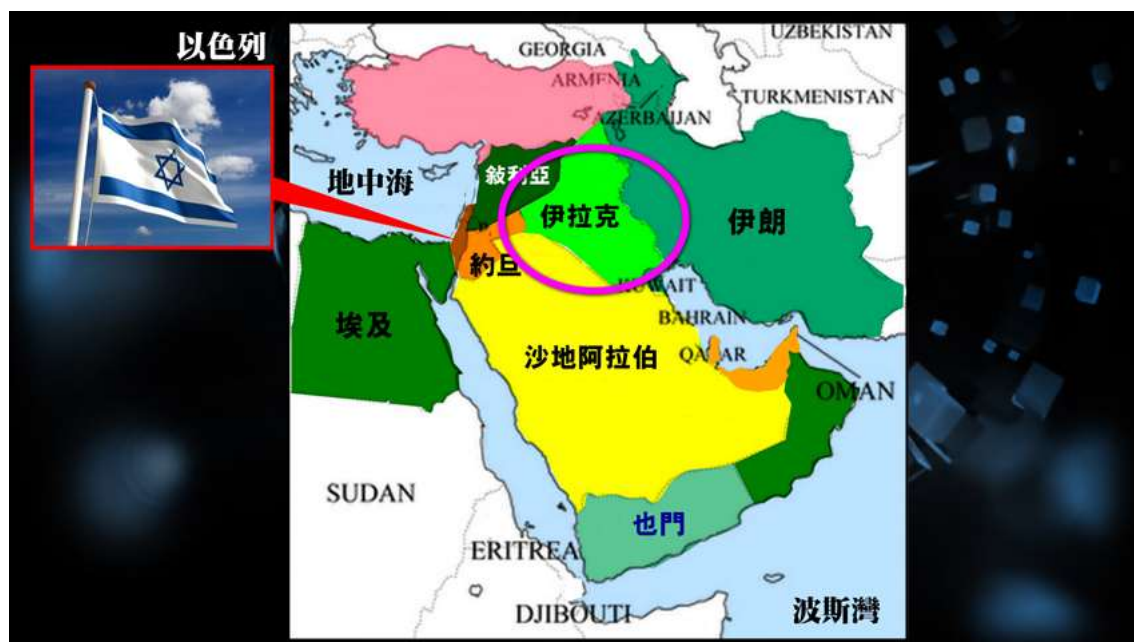 以色列
GEORGIA
UZBEKISTAN
ARMENIA
TURKMENISTAN
AZERBAIJAN
地中海
敍利亞
伊拉克
伊朗
約旦
KUWAIT
埃及
BAHRAIN
沙地阿拉伯
QATAR
OMAN
SUDAN
也門
ERITREA
波斯灣
DJIBOUTI